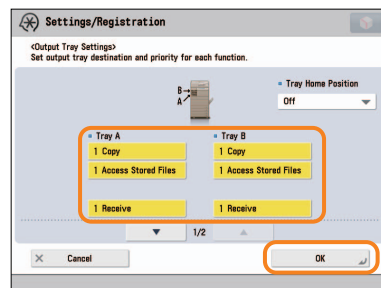 Settings/Registration
<Output Tray Settings>
Set output tray destination and priority for each function.
B
A
Tray Home Position
Off
Tray A
Tray B
1 Copy
1 Copy
1 Access Stored Files
1 Access Stored Files
1 Receive
1 Receive
1/2
Cancel
OK